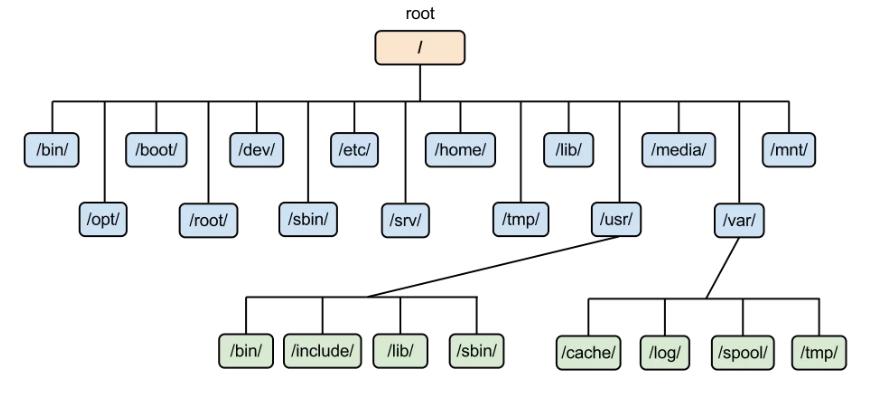 root
/
/bin/
/boot/
/dev/
/etc/
/home/
/lib/
/media/
/mnt/
/opt/
/root/
/sbin/
/srv/
/tmp/
/usr/
/var/
/bin/
/include/
/lib/
/sbin/
/cache/
/log/
/spool/
/tmp/